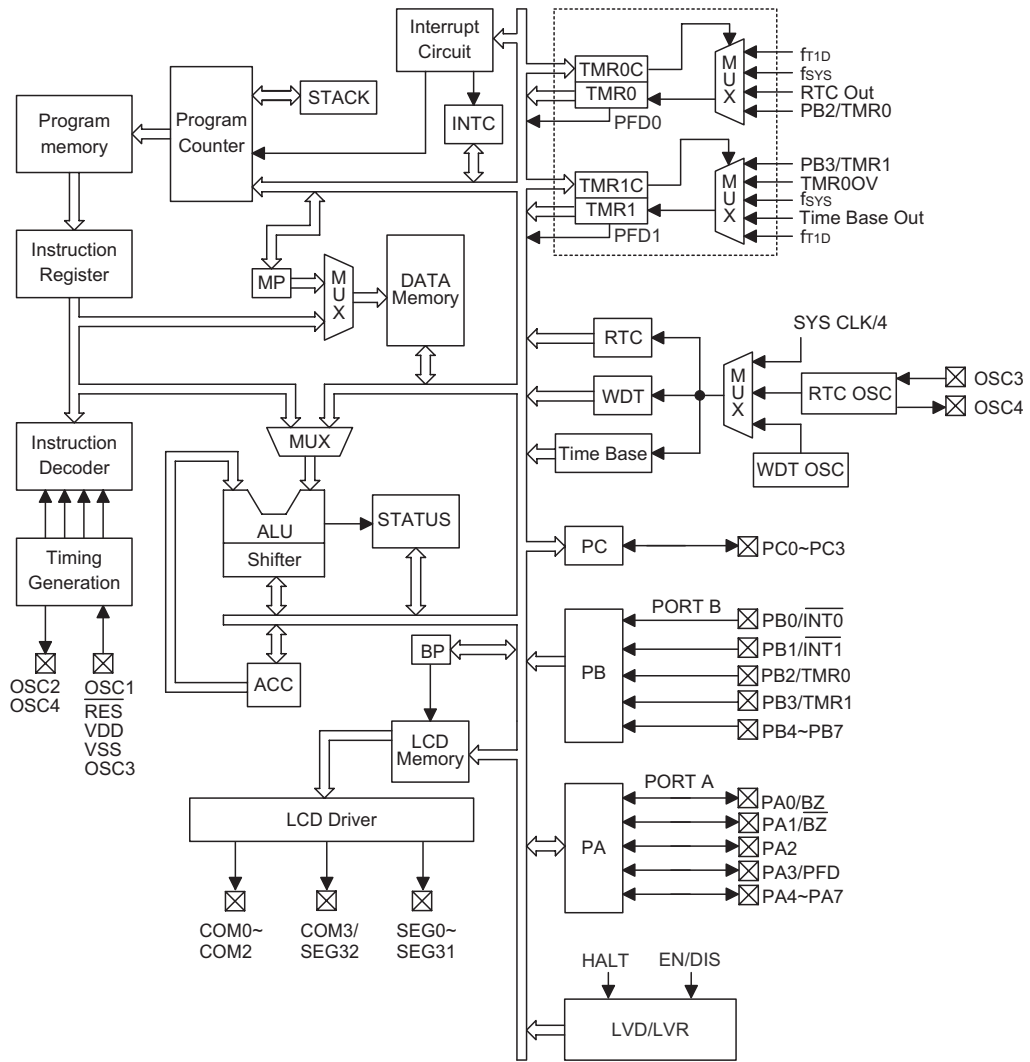 Interrupt
Circuit
STACK
Program
Counter
Program
memory
INTC
TMR0C
TMR0
PFD0
MUX
fT1D
fSYS
RTC Out
PB2/TMR0
TMR1C
TMR1
PFD1
MUX
PB3/TMR1
TMR0OV
fSYS
Time Base Out
fT1D
Instruction
Register
MP
MUX
DATA
Memory
SYS CLK/4
RTC
WDT
Time Base
MUX
RTC OSC
OSC3
OSC4
WDT OSC
Instruction
Decoder
MUX
ALU
Shifter
STATUS
Timing
Generation
OSC2
OSC4
OSC1
R̅E̅S̅
VDD
VSS
OSC3
ACC
BP
LCD
Memory
LCD Driver
COM0~
COM2
COM3/
SEG32
SEG0~
SEG31
PC
PC0~PC3
PORT B
PB
PB0/I̅N̅T̅0̅
PB1/I̅N̅T̅1̅
PB2/TMR0
PB3/TMR1
PB4~PB7
PORT A
PA
PA0/BZ
PA1/B̅Z̅
PA2
PA3/PFD
PA4~PA7
HALT
EN/DIS
LVD/LVR